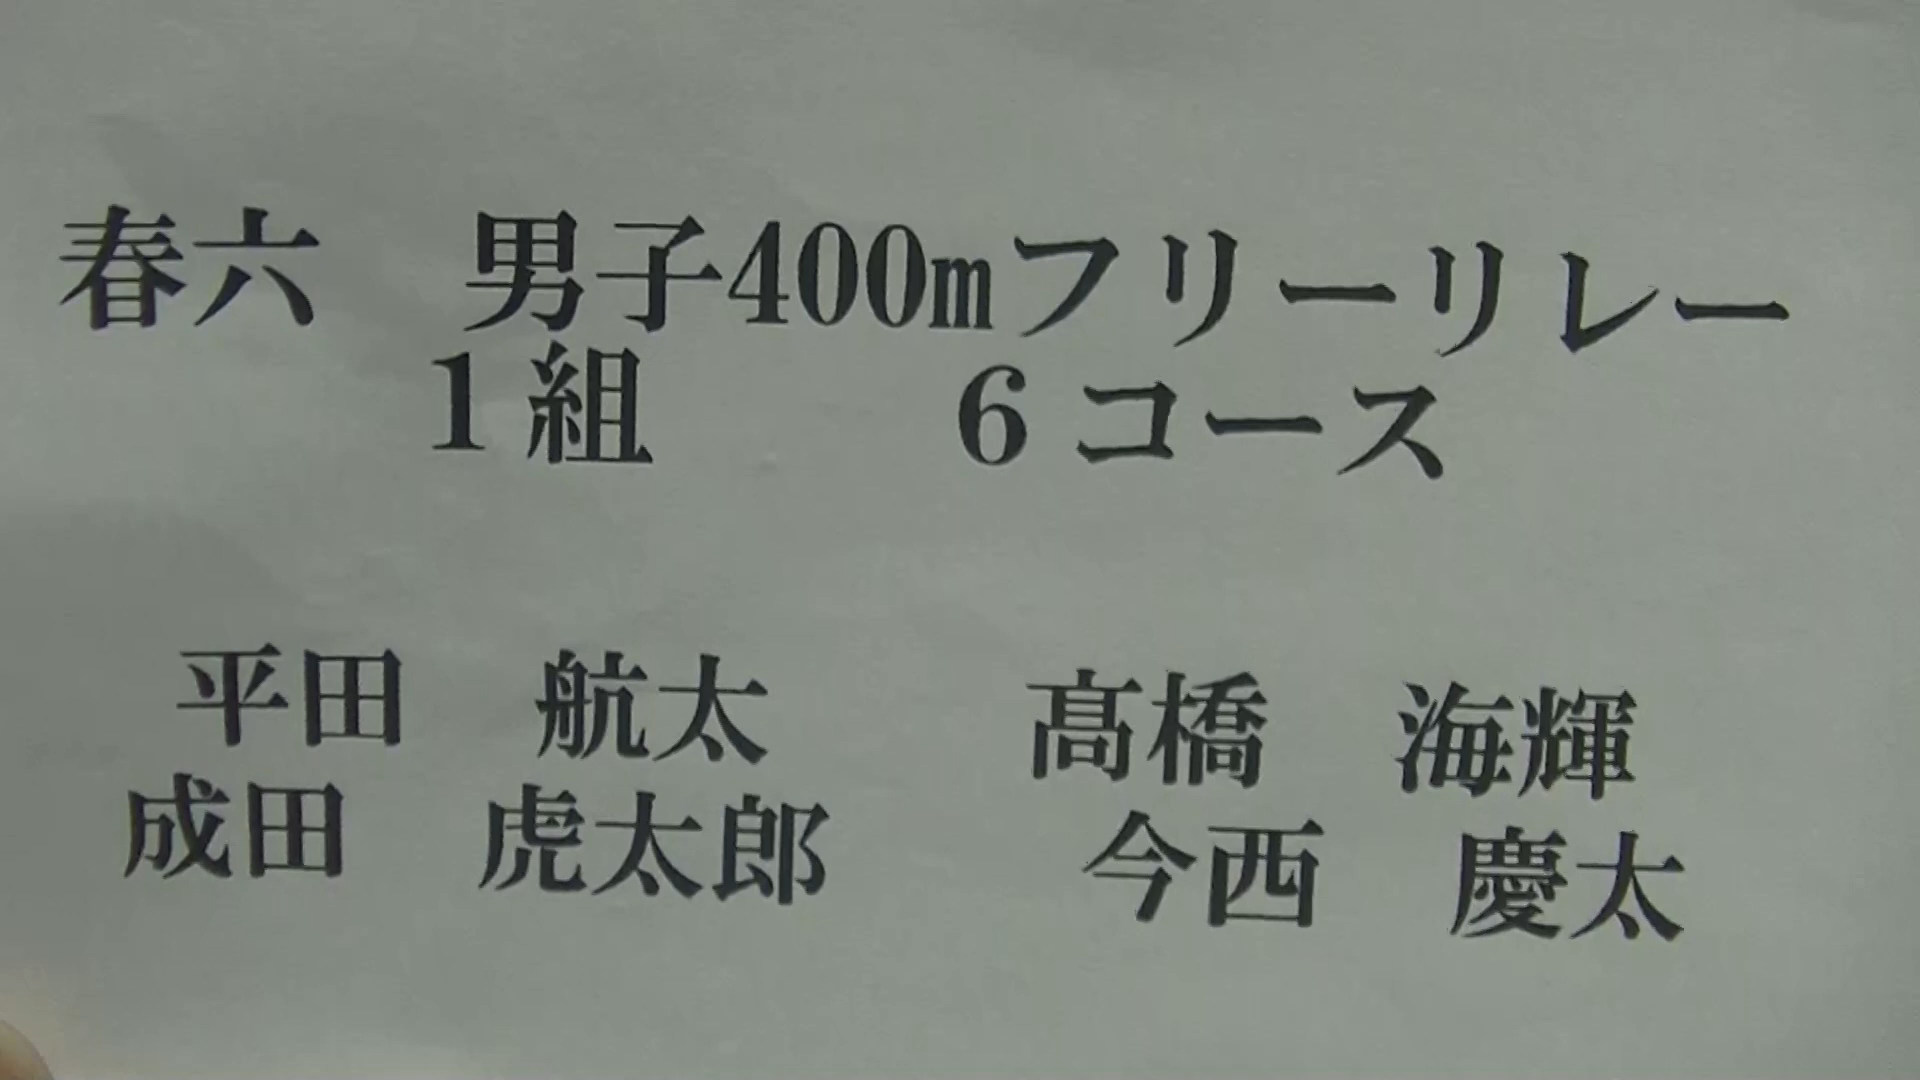 春六　男子400mフリーリレー
1組　6コース
平田　航太　髙橋　海輝
成田　虎太郎　今西　慶太